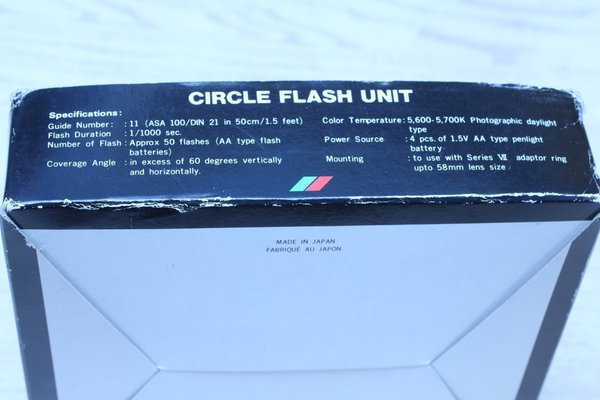 CIRCLE FLASH UNIT
Specifications:
Guide Number: : 11 (ASA 100/DIN 21 in 50cm/1.5 feet)
Flash Duration : 1/1000 sec.
Number of Flash : Approx 50 flashes (AA type flash
batteries)
Coverage Angle : in excess of 60 degrees vertically
and horizontally.
Color Temperature : 5,600-5,700K Photographic daylight
type
Power Source : 4 pcs. of 1.5V AA type penlight
battery
Mounting : to use with Series Ⅶ adaptor ring
upto 58mm lens size
MADE IN JAPAN
FABRIQUÉ AU JAPON